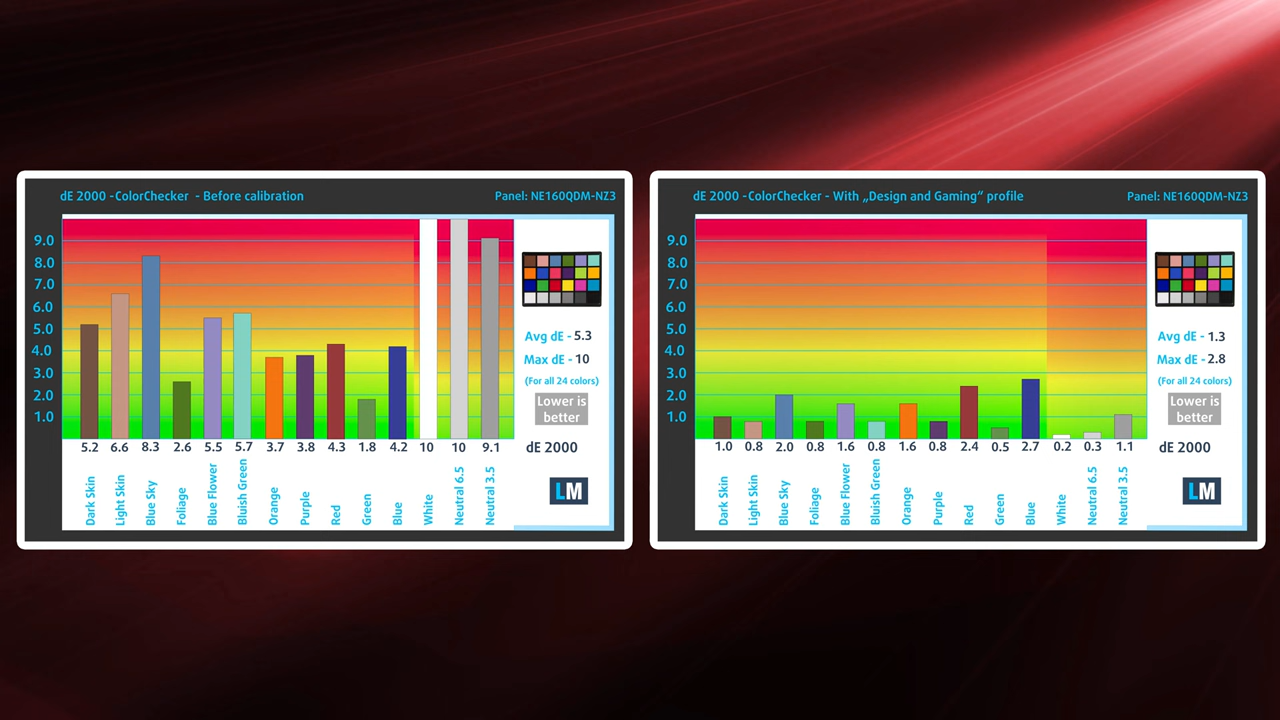 dE 2000 -ColorChecker - Before calibration
Panel: NE160QDM-NZ3
9.0
8.0
7.0
6.0
5.0
4.0
3.0
2.0
1.0
5.2 6.6 8.3 2.6 5.5 5.7 3.7 3.8 4.3 1.8 4.2 10 10 9.1
Dark Skin
Light Skin
Blue Sky
Foliage
Blue Flower
Bluish Green
Orange
Purple
Red
Green
Blue
White
Neutral 6.5
Neutral 3.5
Avg dE - 5.3
Max dE - 10
(For all 24 colors)
Lower is
better
dE 2000
LM
dE 2000 -ColorChecker - With „Design and Gaming“ profile
Panel: NE160QDM-NZ3
9.0
8.0
7.0
6.0
5.0
4.0
3.0
2.0
1.0
1.0 0.8 2.0 0.8 1.6 0.8 1.6 0.8 2.4 0.5 2.7 0.2 0.3 1.1
Dark Skin
Light Skin
Blue Sky
Foliage
Blue Flower
Bluish Green
Orange
Purple
Red
Green
Blue
White
Neutral 6.5
Neutral 3.5
Avg dE - 1.3
Max dE - 2.8
(For all 24 colors)
Lower is
better
dE 2000
LM